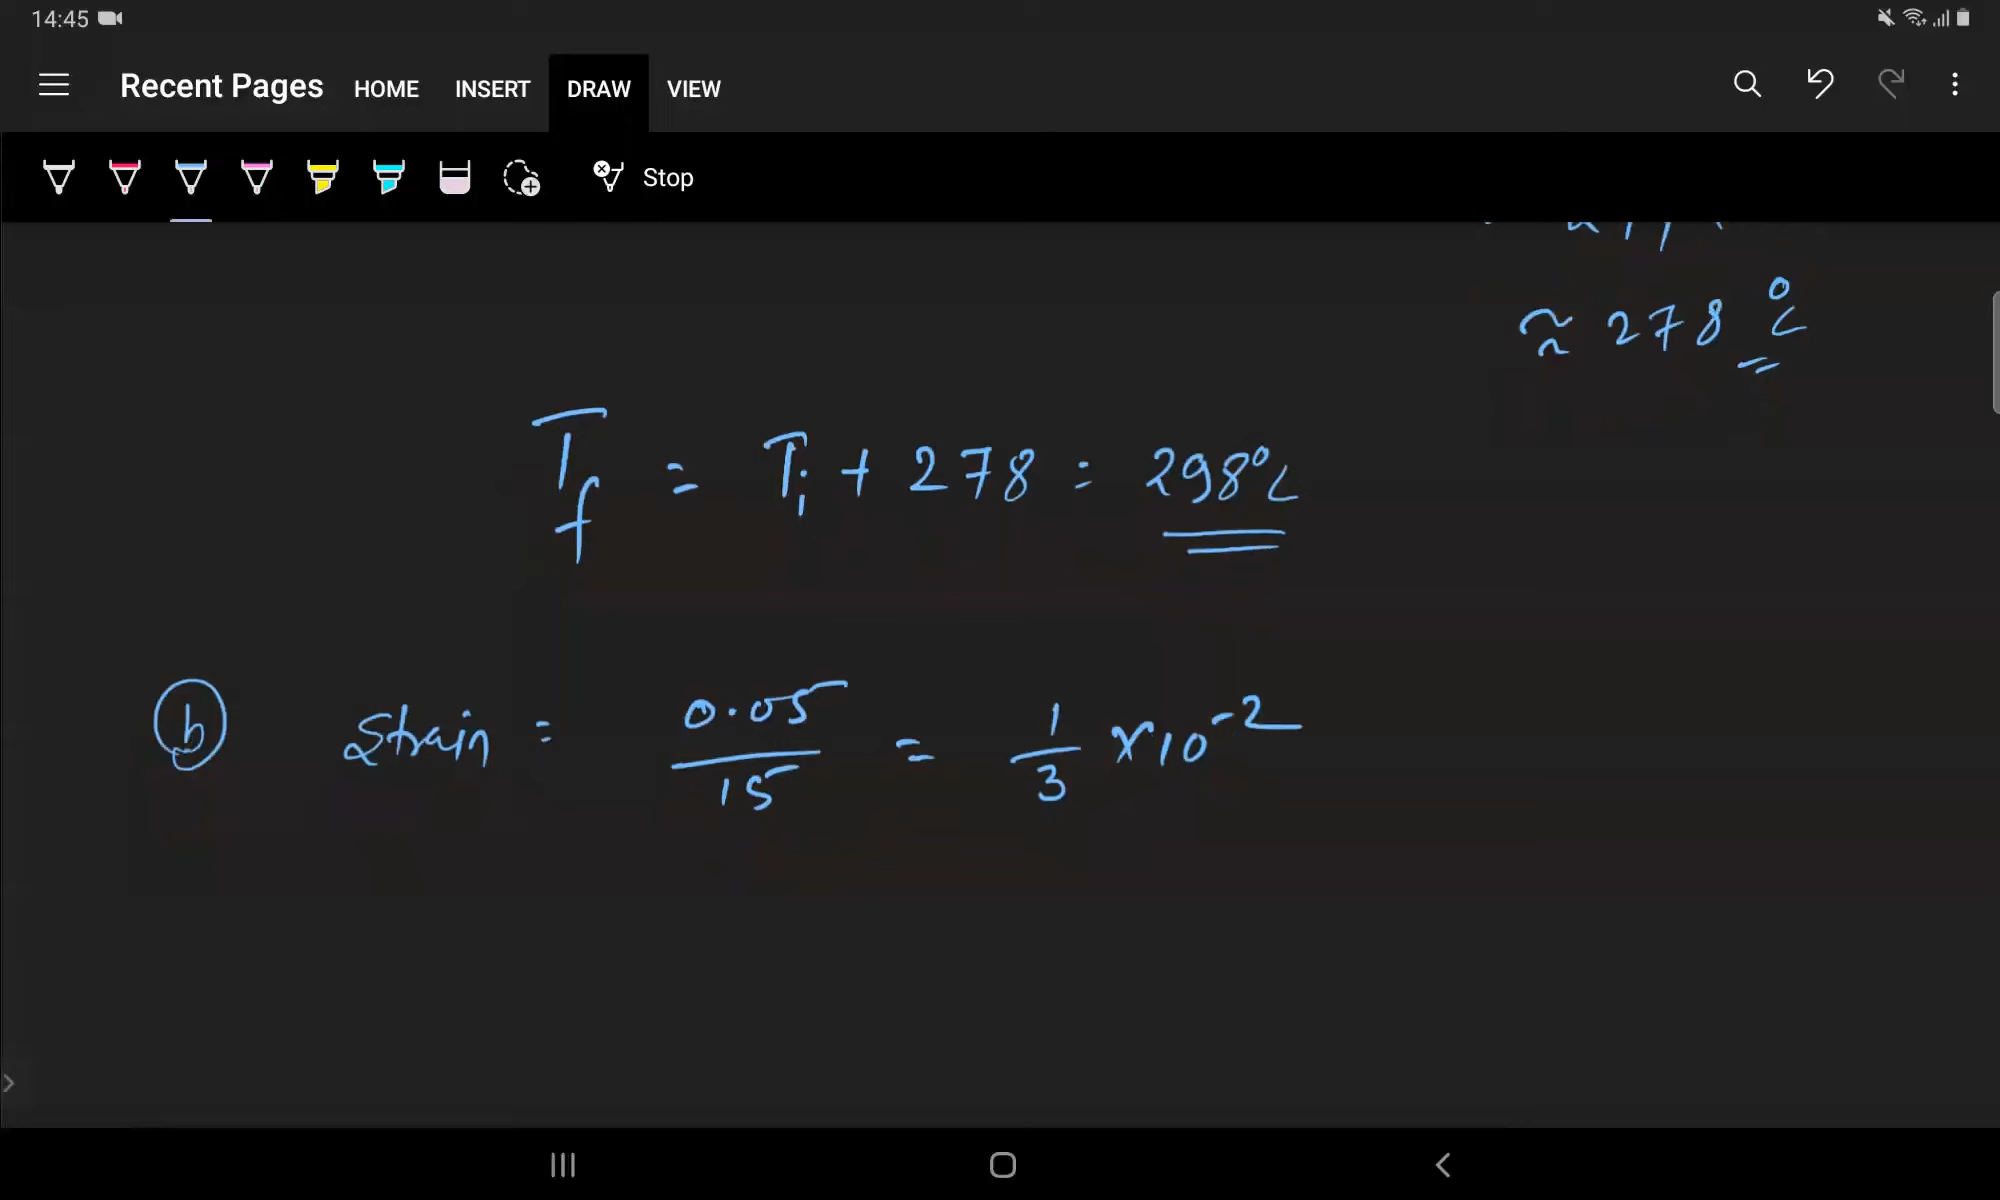 14:45
Recent Pages HOME INSERT DRAW VIEW
Stop
≈ 278 °C
Tf = Ti + 278 = 298°C
b Strain = 0.05/15 = 1/3 × 10⁻²